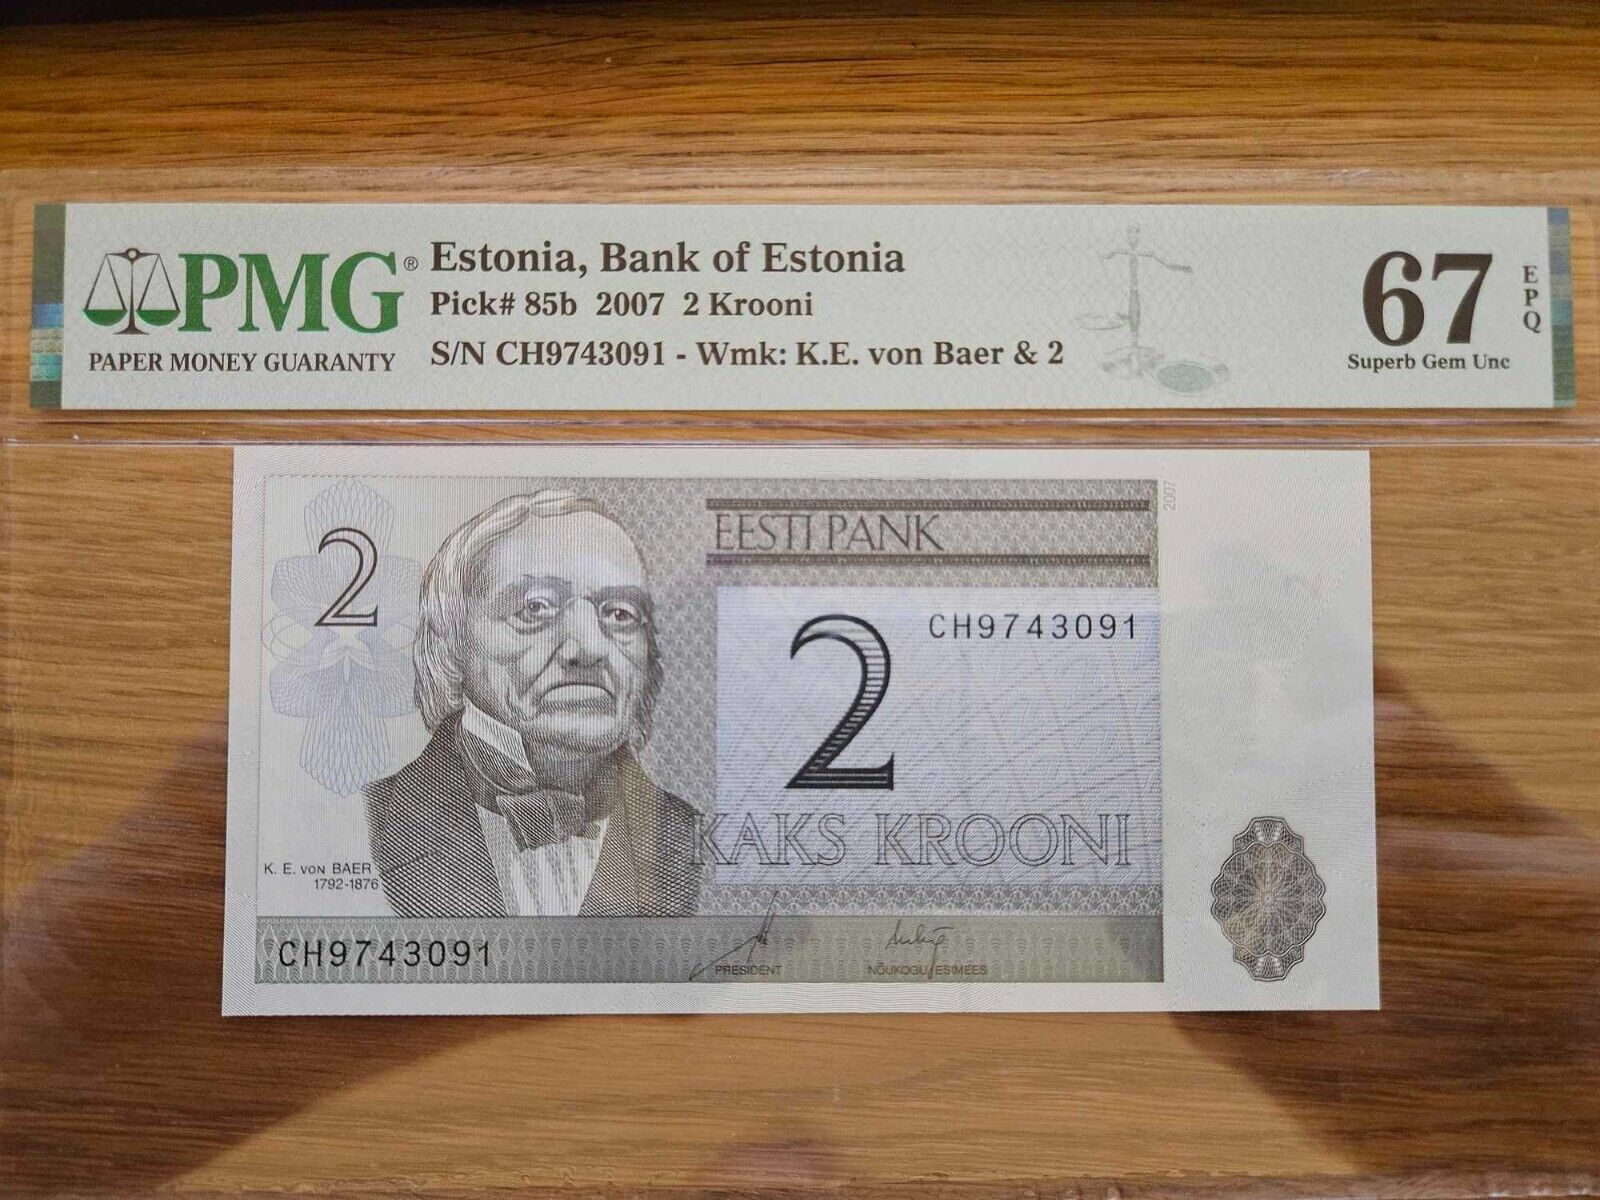 PMG®
PAPER MONEY GUARANTY
Estonia, Bank of Estonia
Pick# 85b 2007 2 Krooni
S/N CH9743091 - Wmk: K.E. von Baer & 2
67
EPQ
Superb Gem Unc
2
EESTI PANK
2007
CH9743091
2
KAKS KROONI
K. E. VON BAER
1792-1876
CH9743091
PRESIDENT
NÕUKOGU ESIMEES